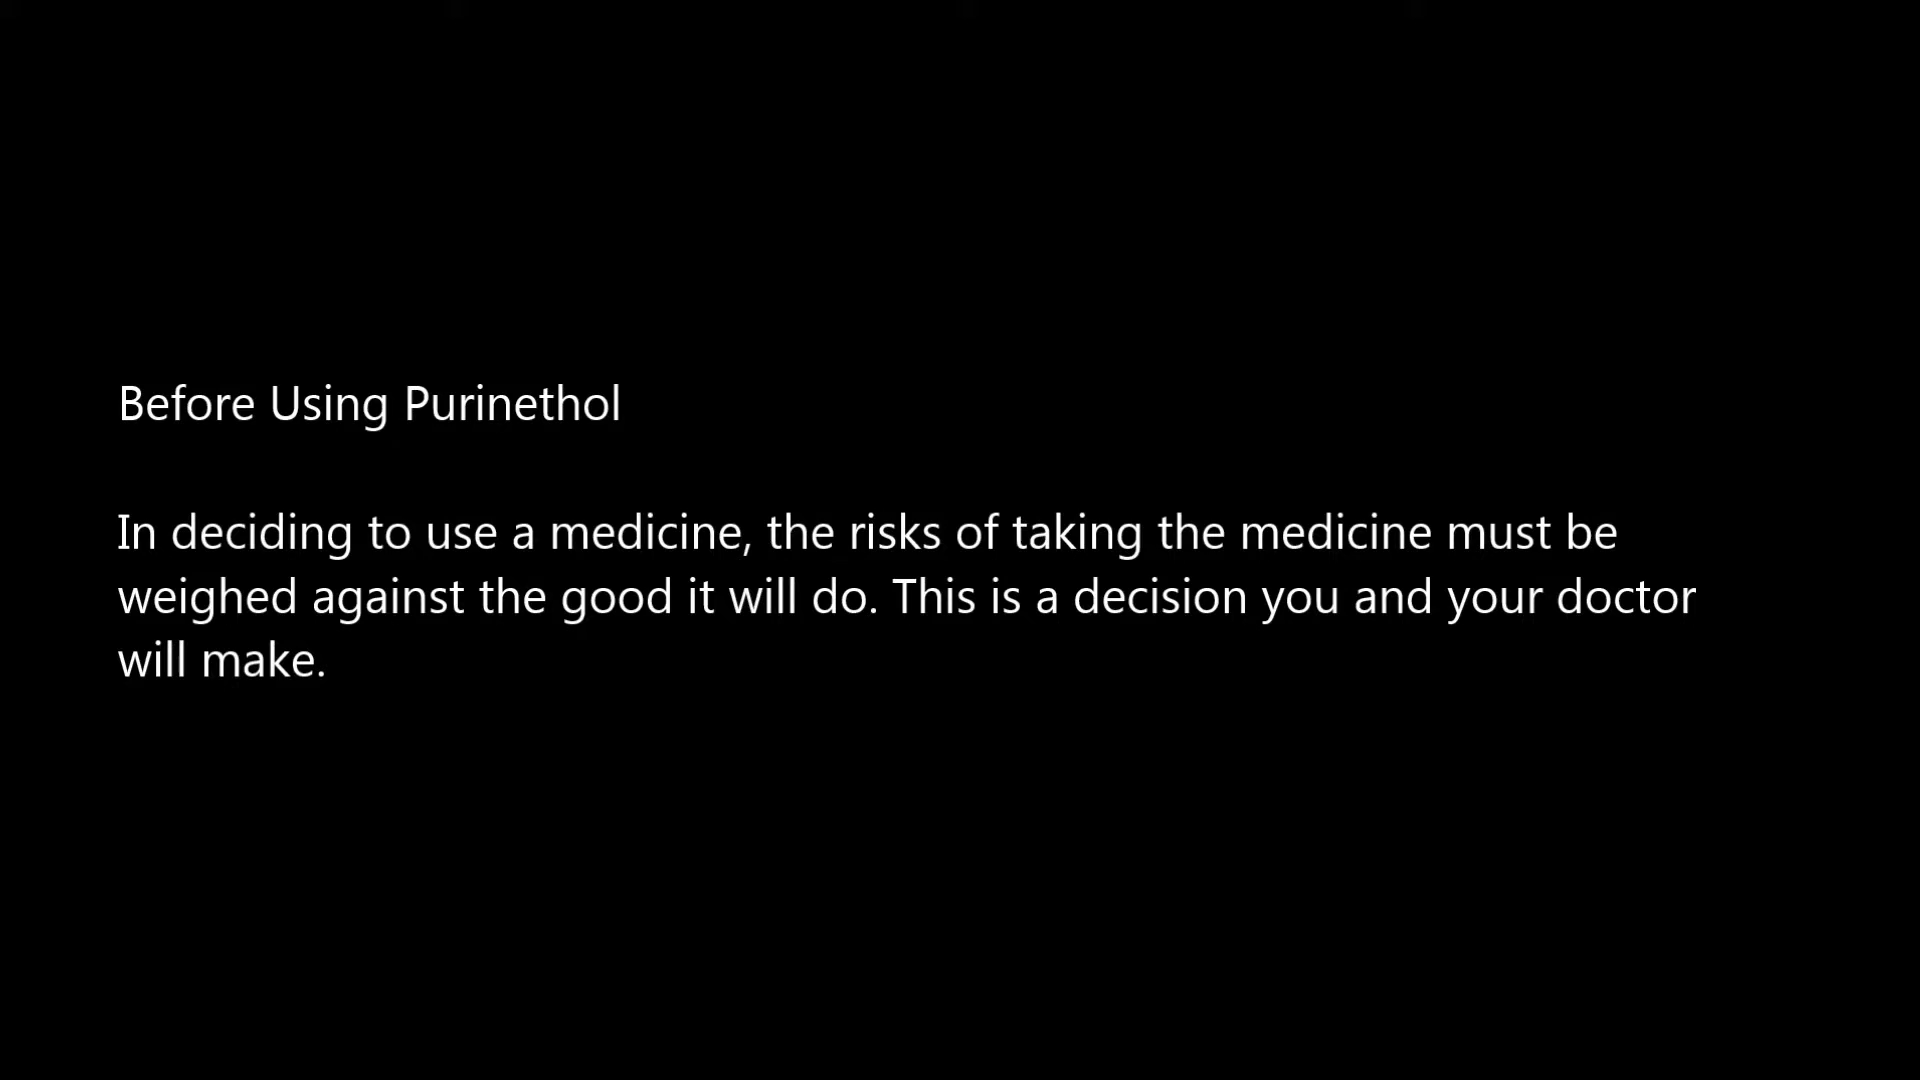 Before Using Purinethol
In deciding to use a medicine, the risks of taking the medicine must be
weighed against the good it will do. This is a decision you and your doctor
will make.